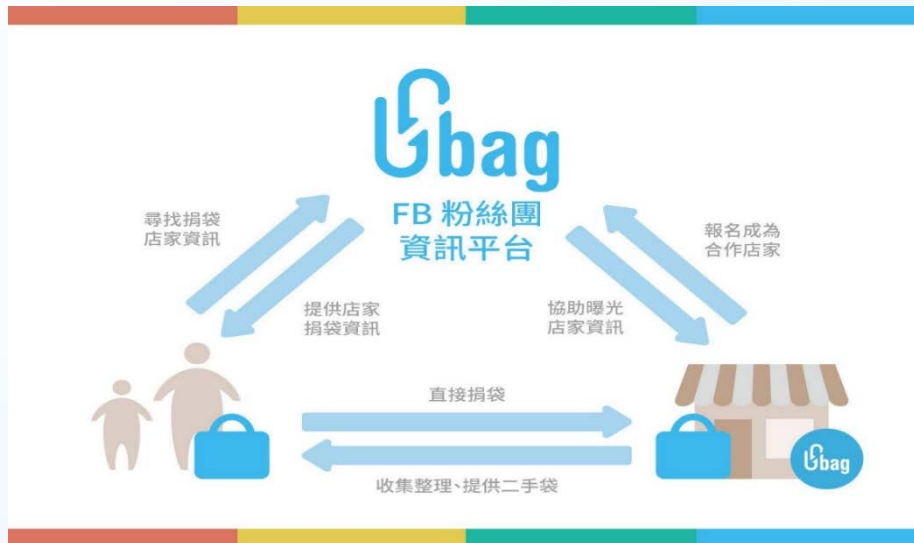 Ubag
FB 粉絲團
資訊平台
尋找捐袋
店家資訊
報名成為
合作店家
提供店家
捐袋資訊
協助曝光
店家資訊
直接捐袋
Ubag
收集整理、提供二手袋